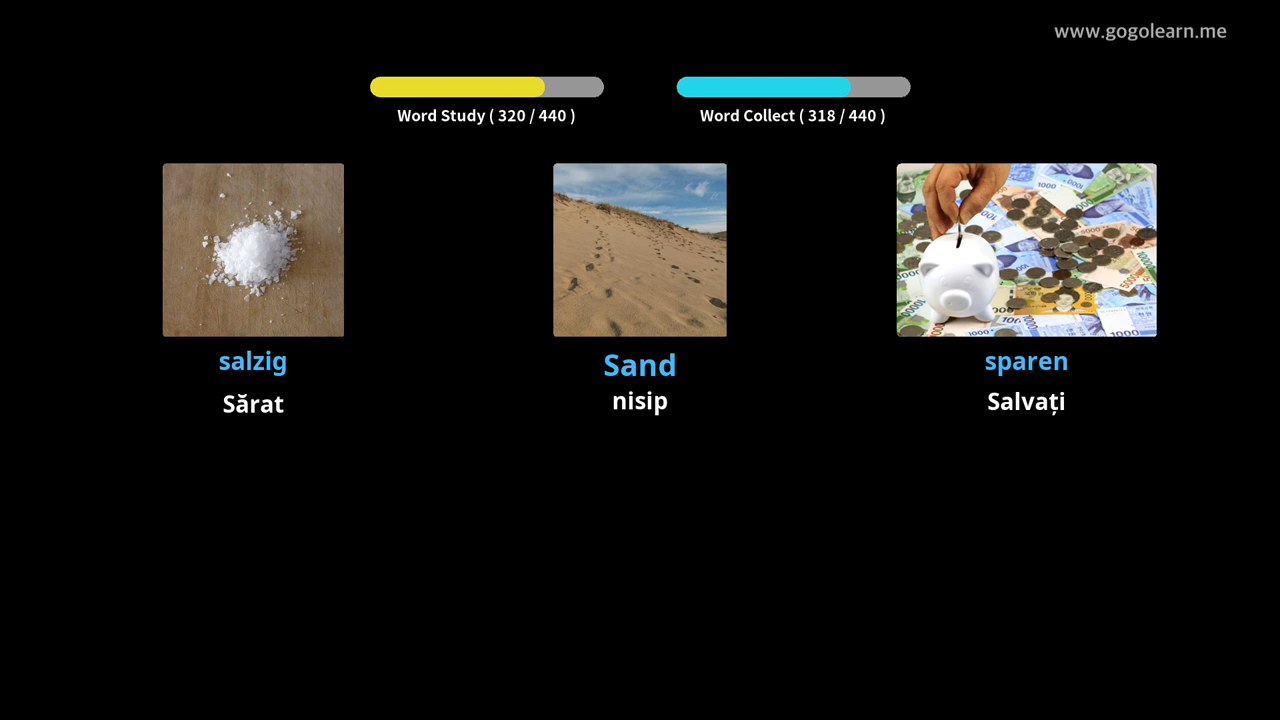 www.gogolearn.me
Word Study ( 320 / 440 )
Word Collect ( 318 / 440 )
salzig
Sărat
Sand
nisip
sparen
Salvați